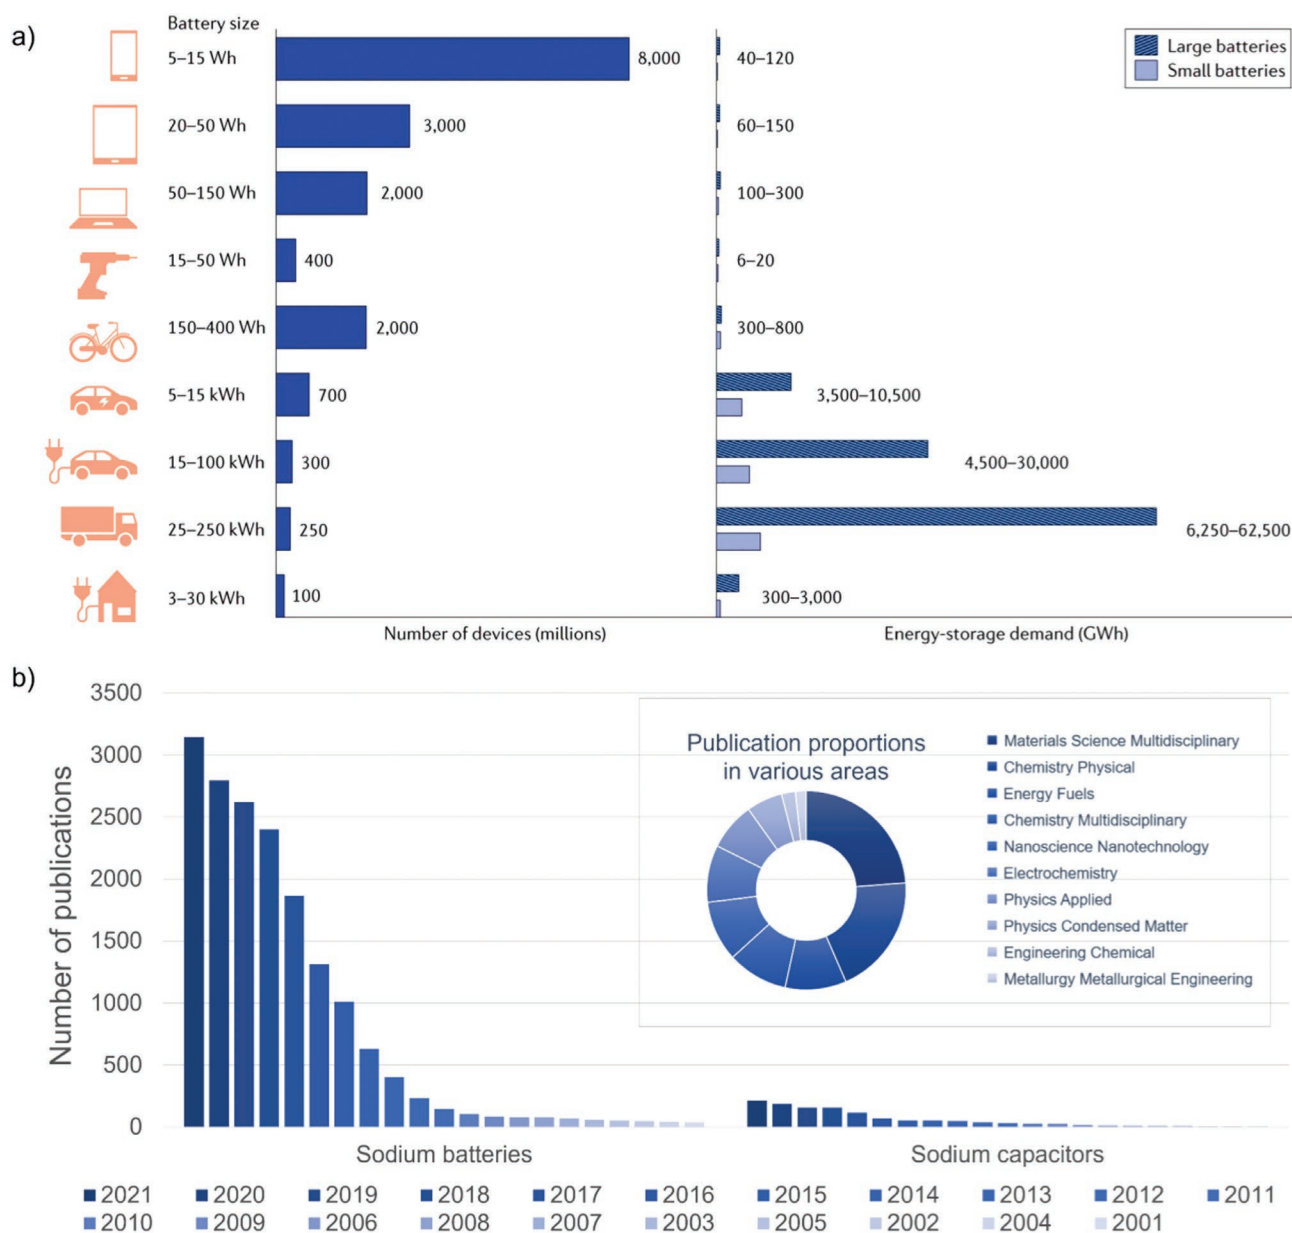 a)
Battery size
Large batteries
Small batteries
5–15 Wh
8,000
40–120
20–50 Wh
3,000
60–150
50–150 Wh
2,000
100–300
15–50 Wh
400
6–20
150–400 Wh
2,000
300–800
5–15 kWh
700
3,500–10,500
15–100 kWh
300
4,500–30,000
25–250 kWh
250
6,250–62,500
3–30 kWh
100
300–3,000
Number of devices (millions)
Energy-storage demand (GWh)
b)
Number of publications
3500
3000
2500
2000
1500
1000
500
0
Publication proportions
in various areas
Materials Science Multidisciplinary
Chemistry Physical
Energy Fuels
Chemistry Multidisciplinary
Nanoscience Nanotechnology
Electrochemistry
Physics Applied
Physics Condensed Matter
Engineering Chemical
Metallurgy Metallurgical Engineering
Sodium batteries
Sodium capacitors
2021 2020 2019 2018 2017 2016 2015 2014 2013 2012 2011
2010 2009 2006 2008 2007 2003 2005 2002 2004 2001